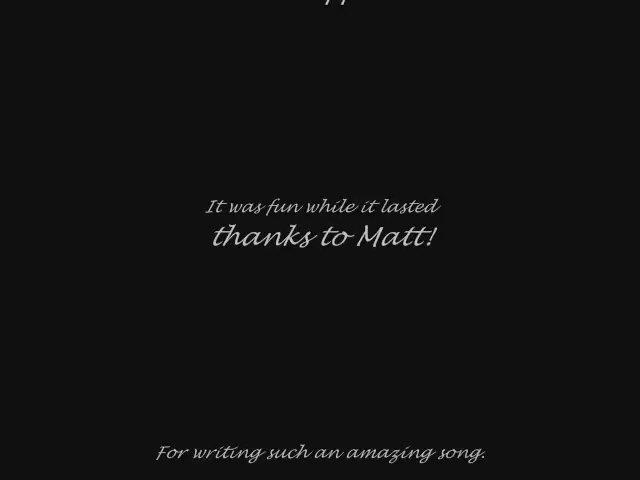 It was fun while it lasted
thanks to Matt!
For writing such an amazing song.